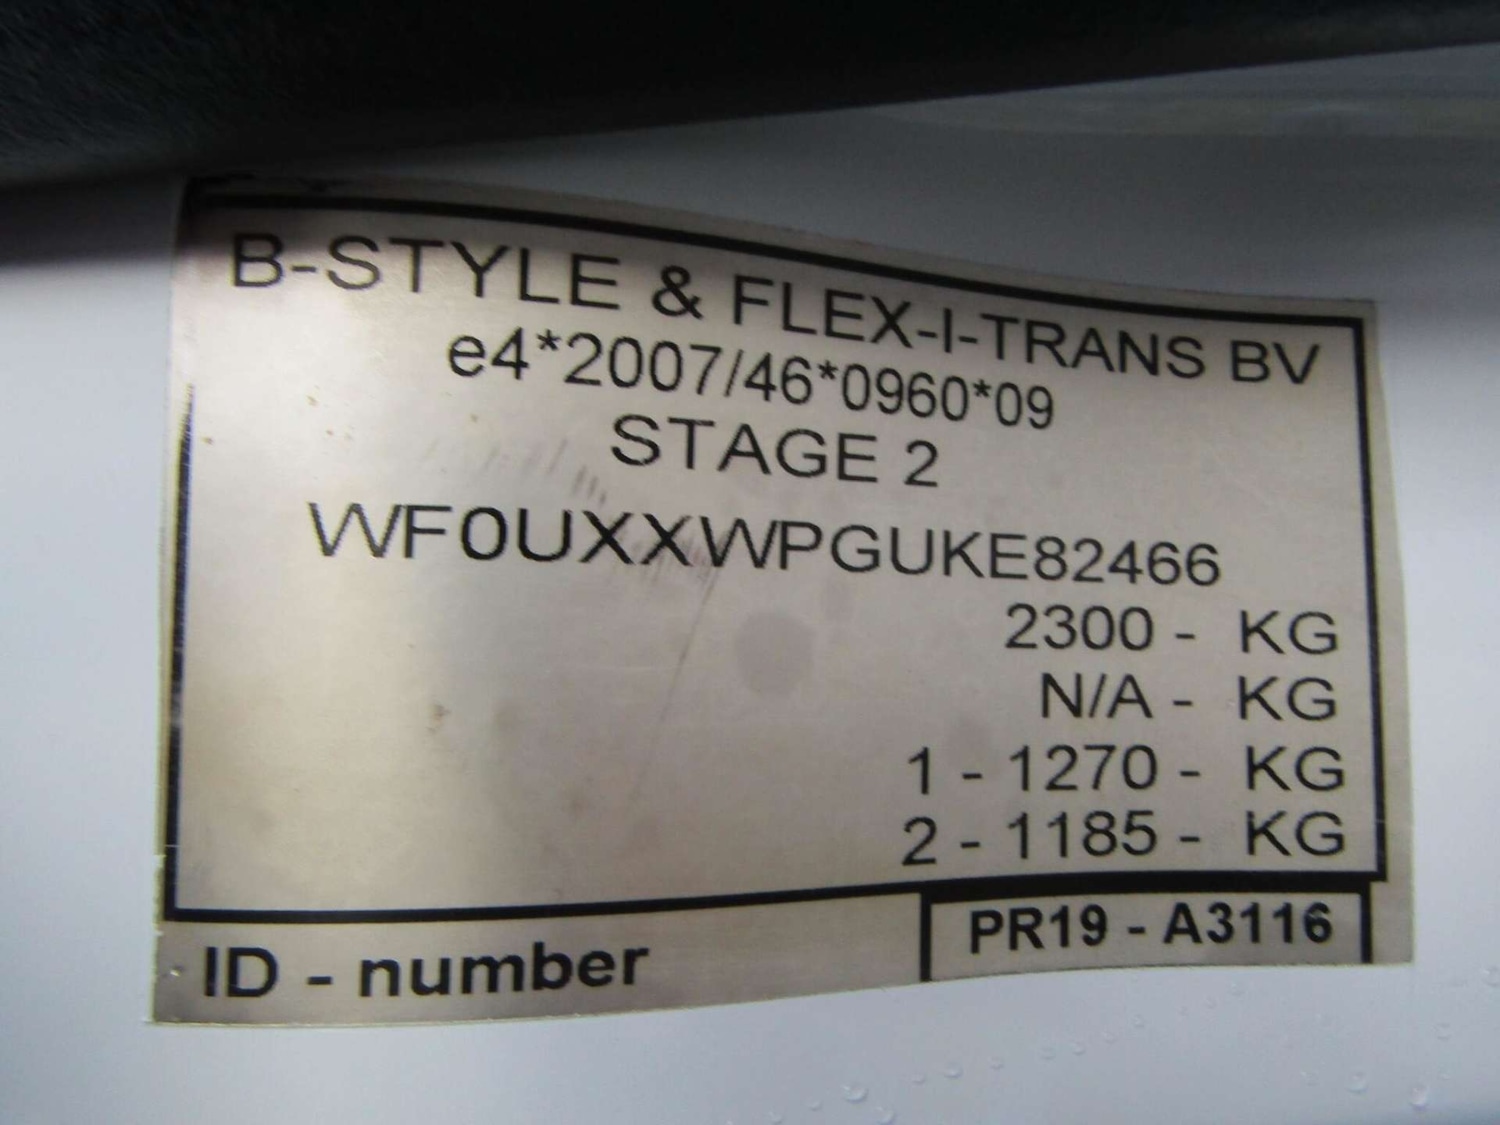 B-STYLE & FLEX-I-TRANS BV
e4*2007/46*0960*09
STAGE 2
WF0UXXWPGUKE82466
2300 - KG
N/A - KG
1 - 1270 - KG
2 - 1185 - KG
ID - number
PR19 - A3116